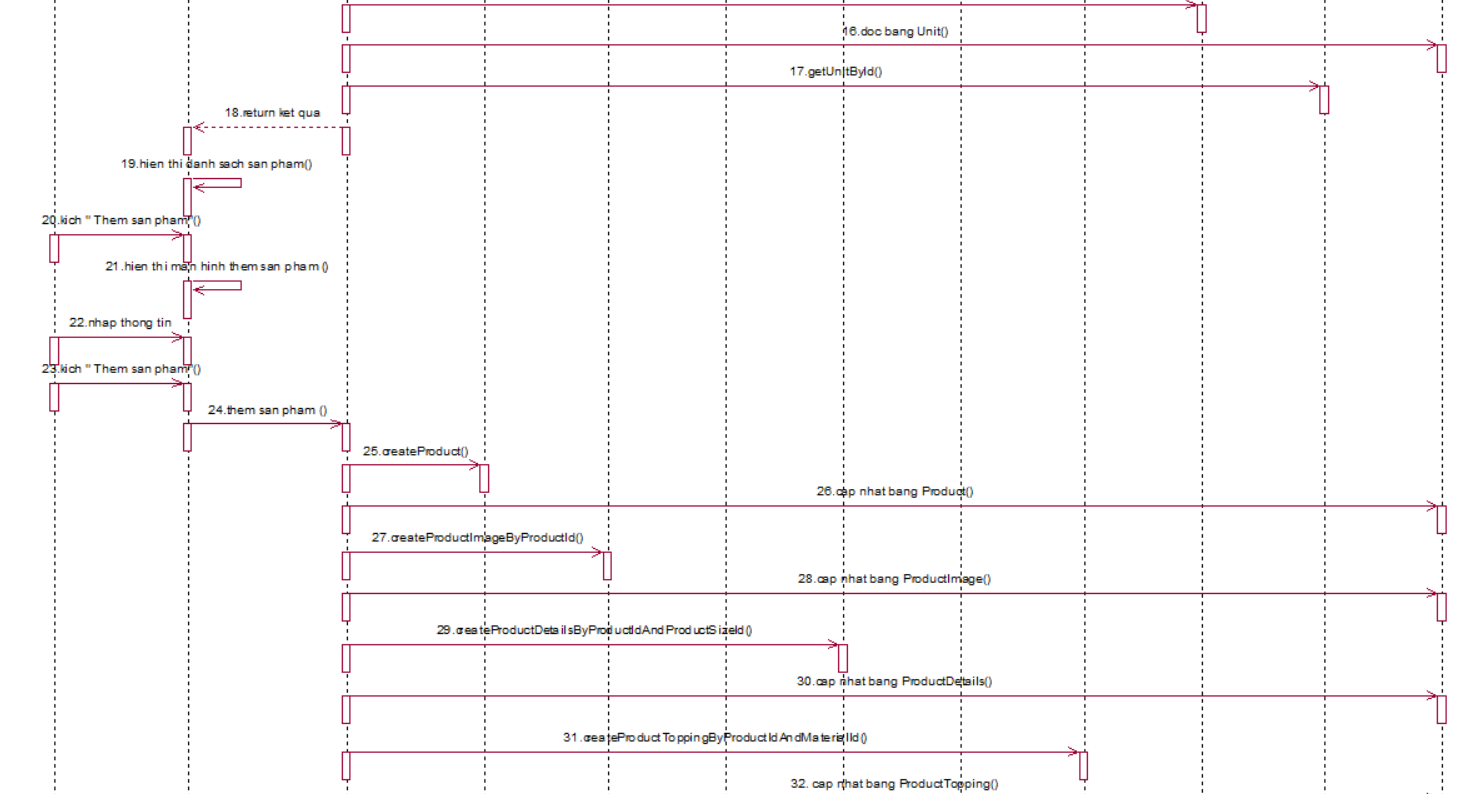 16.doc bang Unit()
17.getUnitById()
18.return ket qua
19.hien thi danh sach san pham()
20.kich " Them san pham"()
21.hien thi man hinh them san pham ()
22.nhap thong tin
23.kich " Them san pham"()
24.them san pham ()
25.createProduct()
26.cap nhat bang Product()
27.createProductImageByProductId()
28.cap nhat bang ProductImage()
29.createProductDetailsByProductIdAndProductSizeId()
30.cap nhat bang ProductDetails()
31.createProductToppingByProductIdAndMaterialId()
32. cap nhat bang ProductTopping()